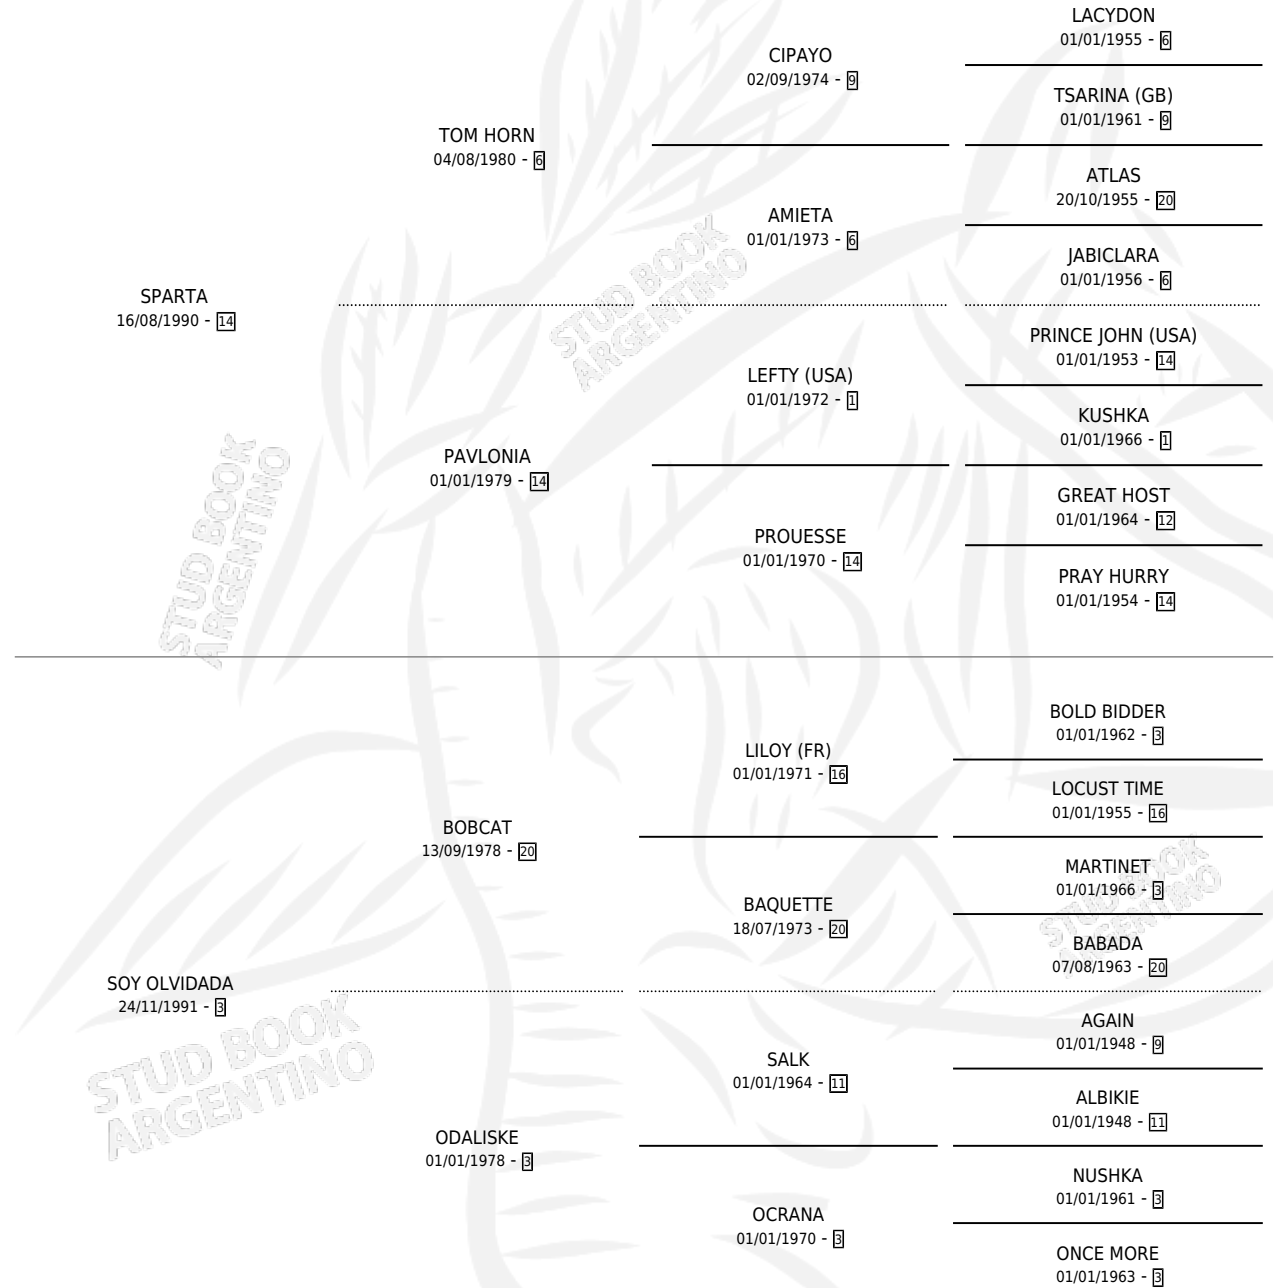 LACYDON
01/01/1955 - 6
CIPAYO
02/09/1974 - 9
TSARINA (GB)
01/01/1961 - 9
TOM HORN
04/08/1980 - 6
ATLAS
20/10/1955 - 20
AMIETA
01/01/1973 - 6
JABICLARA
01/01/1956 - 6
SPARTA
16/08/1990 - 14
PRINCE JOHN (USA)
01/01/1953 - 14
LEFTY (USA)
01/01/1972 - 1
KUSHKA
01/01/1966 - 1
PAVLONIA
01/01/1979 - 14
GREAT HOST
01/01/1964 - 12
PROUESSE
01/01/1970 - 14
PRAY HURRY
01/01/1954 - 14
BOLD BIDDER
01/01/1962 - 3
LILOY (FR)
01/01/1971 - 16
LOCUST TIME
01/01/1955 - 16
BOBCAT
13/09/1978 - 20
MARTINET
01/01/1966 - 3
BAQUETTE
18/07/1973 - 20
BABADA
07/08/1963 - 20
SOY OLVIDADA
24/11/1991 - 3
AGAIN
01/01/1948 - 9
SALK
01/01/1964 - 11
ALBIKIE
01/01/1948 - 11
ODALISKE
01/01/1978 - 3
NUSHKA
01/01/1961 - 3
OCRANA
01/01/1970 - 3
ONCE MORE
01/01/1963 - 3
STUD BOOK
ARGENTINO
STUD BOOK
ARGENTINO
STUD BOOK
ARGENTINO
STUD BOOK
ARGENTINO